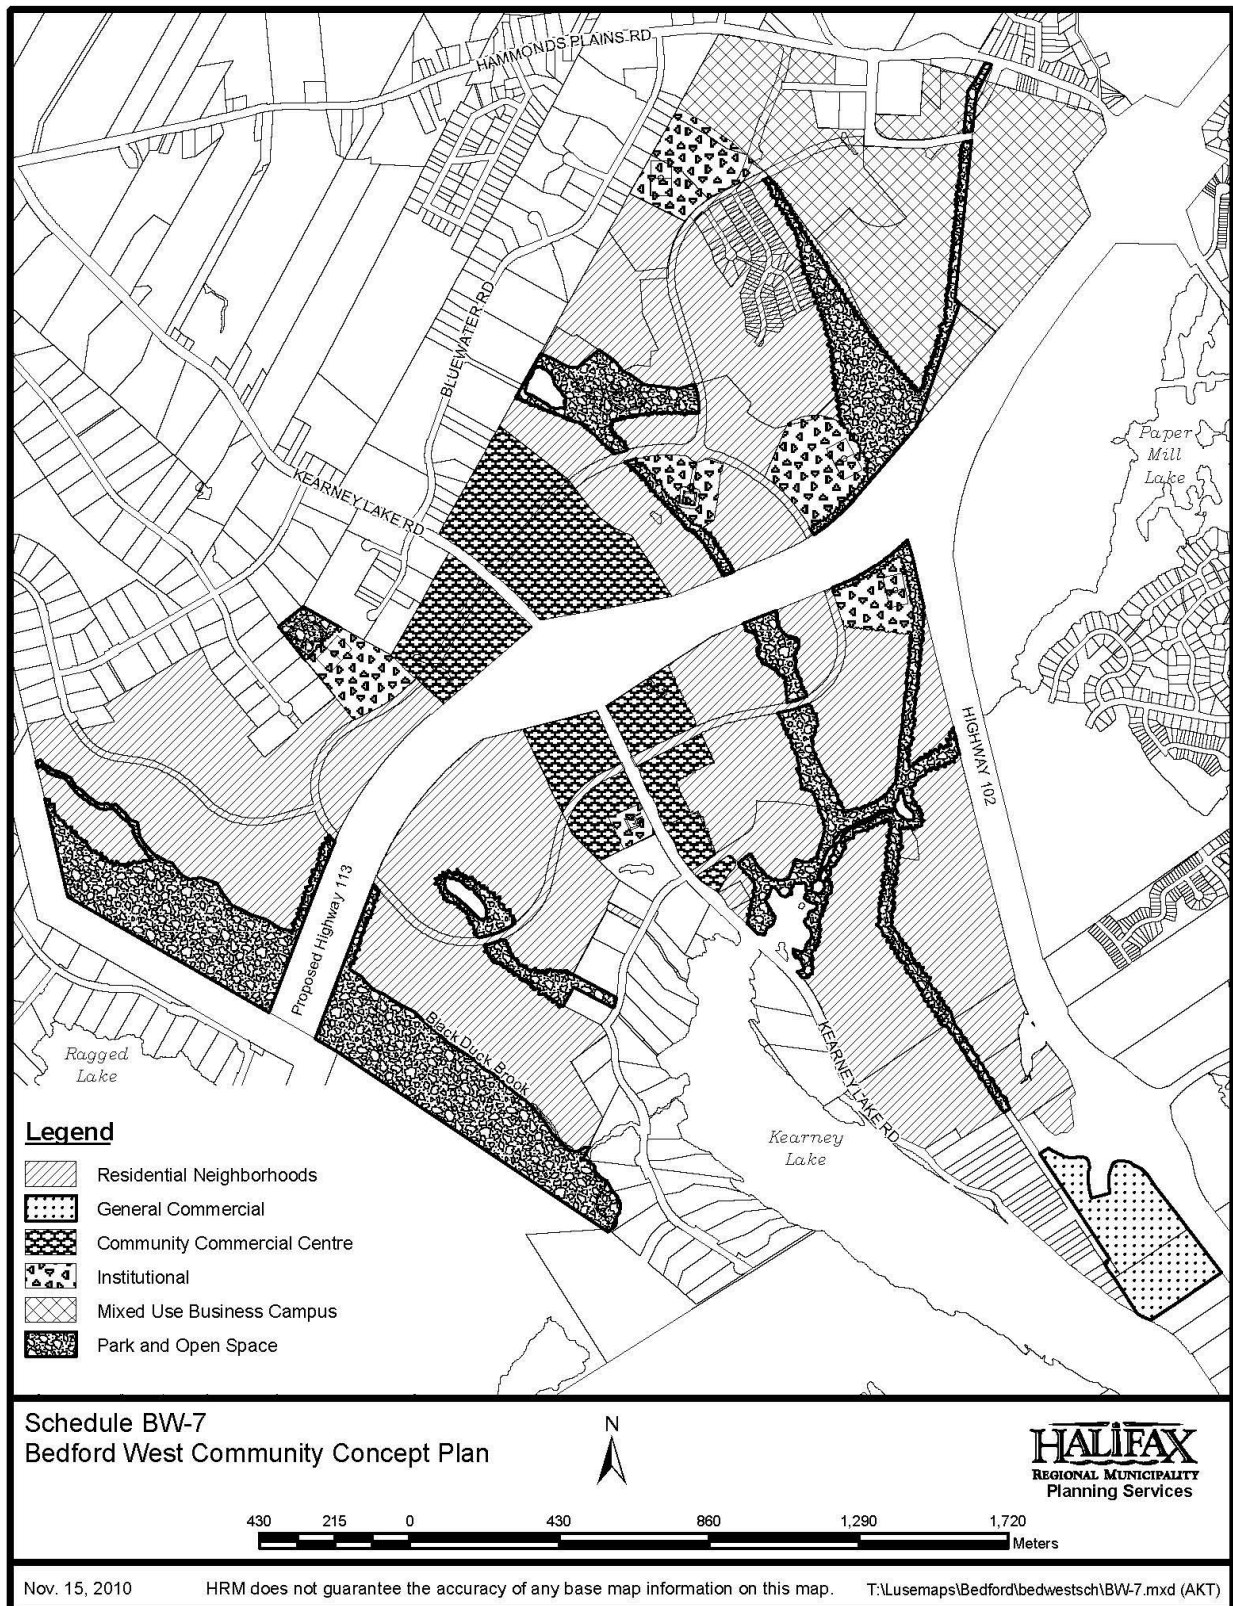 HAMMONDS PLAINS RD
BLUEWATER RD
KEARNEY LAKE RD
Paper
Mill
Lake
HIGHWAY 102
Proposed Highway 113
Black Duck Brook
Ragged
Lake
KEARNEY LAKE RD
Kearney
Lake
Legend
Residential Neighborhoods
General Commercial
Community Commercial Centre
Institutional
Mixed Use Business Campus
Park and Open Space
Schedule BW-7
Bedford West Community Concept Plan
N
HALIFAX
REGIONAL MUNICIPALITY
Planning Services
430 215 0 430 860 1,290 1,720
Meters
Nov. 15, 2010 HRM does not guarantee the accuracy of any base map information on this map. T:\Lusemaps\Bedford\bedwestsch\BW-7.mxd (AKT)